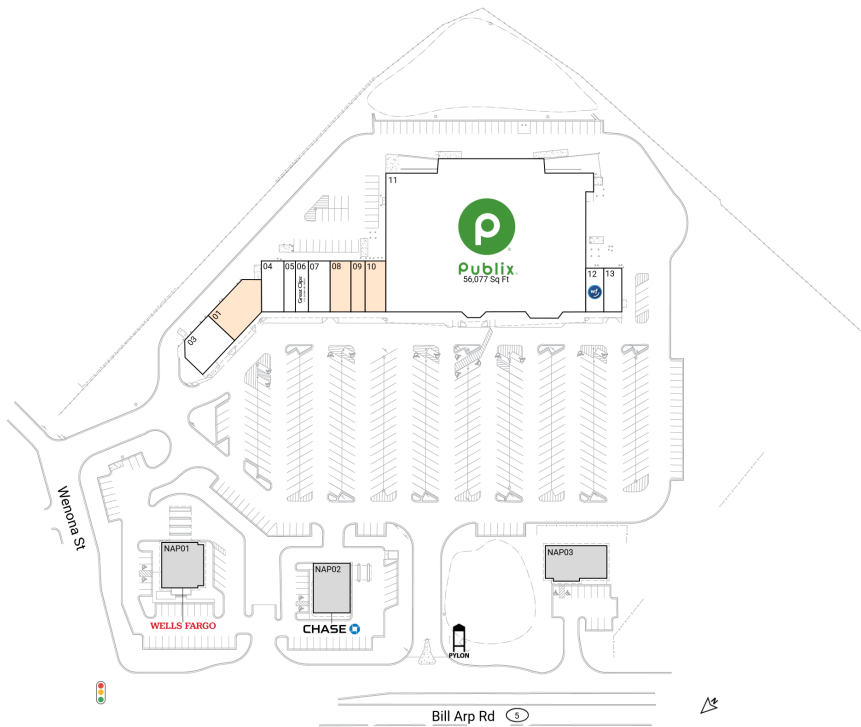 11
Publix.
56,077 Sq Ft
04
05
06
07
08
09
10
12
13
Great Clips
01
03
Wenona St
NAP01
NAP02
NAP03
WELLS FARGO
CHASE
PYLON
Bill Arp Rd
5
N